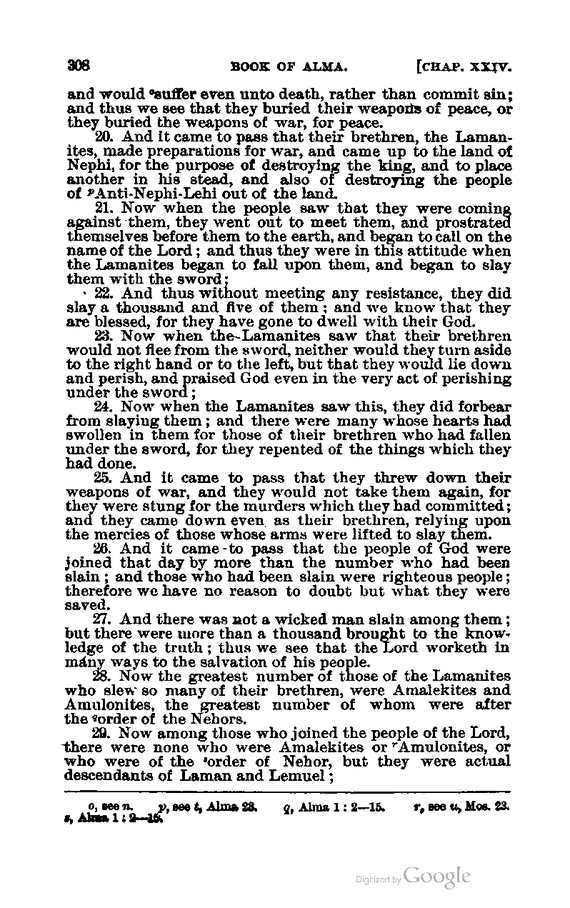 308 BOOK OF ALMA. [CHAP. XXIV.
and would °suffer even unto death, rather than commit sin;
and thus we see that they buried their weapons of peace, or
they buried the weapons of war, for peace.
20. And it came to pass that their brethren, the Laman-
ites, made preparations for war, and came up to the land of
Nephi, for the purpose of destroying the king, and to place
another in his stead, and also of destroying the people
of ᵖAnti-Nephi-Lehi out of the land.
21. Now when the people saw that they were coming
against them, they went out to meet them, and prostrated
themselves before them to the earth, and began to call on the
name of the Lord; and thus they were in this attitude when
the Lamanites began to fall upon them, and began to slay
them with the sword;
22. And thus without meeting any resistance, they did
slay a thousand and five of them; and we know that they
are blessed, for they have gone to dwell with their God.
23. Now when the Lamanites saw that their brethren
would not flee from the sword, neither would they turn aside
to the right hand or to the left, but that they would lie down
and perish, and praised God even in the very act of perishing
under the sword;
24. Now when the Lamanites saw this, they did forbear
from slaying them; and there were many whose hearts had
swollen in them for those of their brethren who had fallen
under the sword, for they repented of the things which they
had done.
25. And it came to pass that they threw down their
weapons of war, and they would not take them again, for
they were stung for the murders which they had committed;
and they came down even as their brethren, relying upon
the mercies of those whose arms were lifted to slay them.
26. And it came to pass that the people of God were
joined that day by more than the number who had been
slain; and those who had been slain were righteous people;
therefore we have no reason to doubt but what they were
saved.
27. And there was not a wicked man slain among them;
but there were more than a thousand brought to the know-
ledge of the truth; thus we see that the Lord worketh in
many ways to the salvation of his people.
28. Now the greatest number of those of the Lamanites
who slew so many of their brethren, were Amalekites and
Amulonites, the greatest number of whom were after
the qorder of the Nehors.
29. Now among those who joined the people of the Lord,
there were none who were Amalekites or ʳAmulonites, or
who were of the ˢorder of Nehor, but they were actual
descendants of Laman and Lemuel;
o, see n. p, see t, Alma 23. q, Alma 1 : 2—15. r, see u, Mos. 23.
s, Alma 1 : 2—15.
Digitized by Google